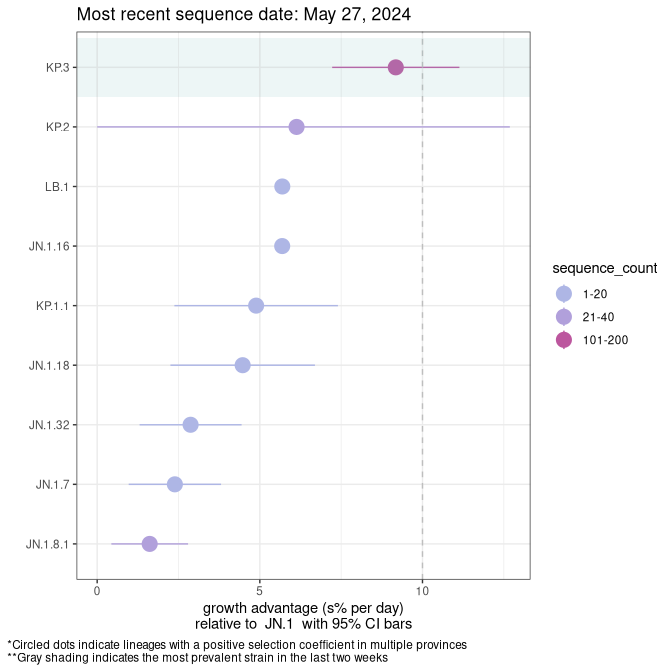 Most recent sequence date: May 27, 2024
KP.3
KP.2
LB.1
JN.1.16
KP.1.1
JN.1.18
JN.1.32
JN.1.7
JN.1.8.1
0 5 10
growth advantage (s% per day)
relative to JN.1 with 95% CI bars
sequence_count
1-20
21-40
101-200
*Circled dots indicate lineages with a positive selection coefficient in multiple provinces
**Gray shading indicates the most prevalent strain in the last two weeks